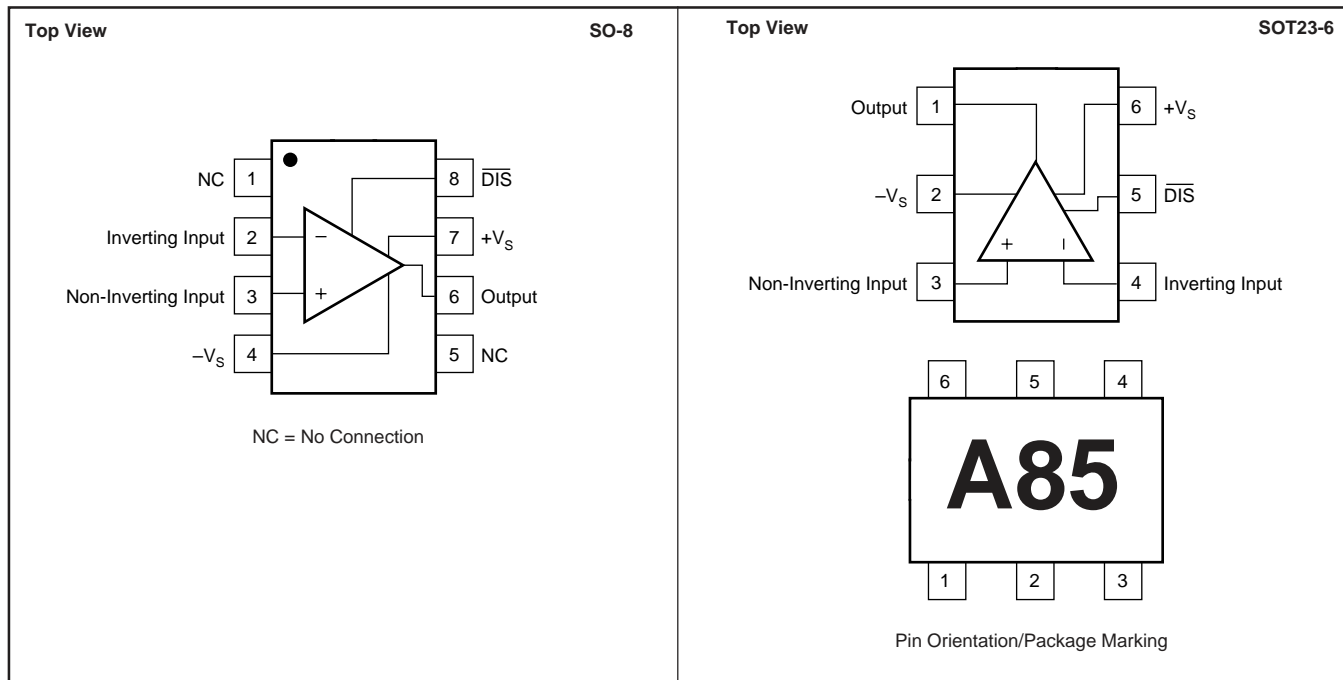 Top View SO-8
NC 1 8 D̅I̅S̅
Inverting Input 2 − 7 +VS
Non-Inverting Input 3 + 6 Output
−VS 4 5 NC
NC = No Connection
Top View SOT23-6
Output 1 6 +VS
−VS 2 5 D̅I̅S̅
+ −
Non-Inverting Input 3 4 Inverting Input
6 5 4
A85
1 2 3
Pin Orientation/Package Marking